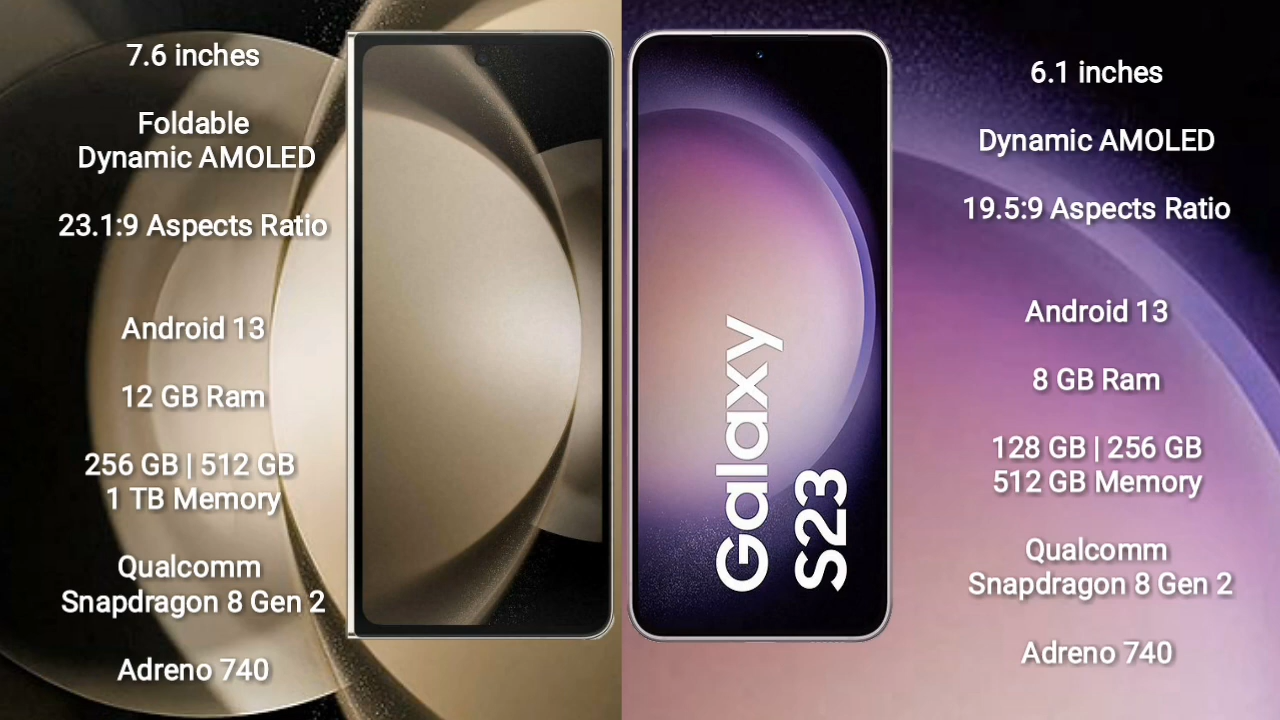 7.6 inches
Foldable
Dynamic AMOLED
23.1:9 Aspects Ratio
Android 13
12 GB Ram
256 GB | 512 GB
1 TB Memory
Qualcomm
Snapdragon 8 Gen 2
Adreno 740
Galaxy
S23
6.1 inches
Dynamic AMOLED
19.5:9 Aspects Ratio
Android 13
8 GB Ram
128 GB | 256 GB
512 GB Memory
Qualcomm
Snapdragon 8 Gen 2
Adreno 740